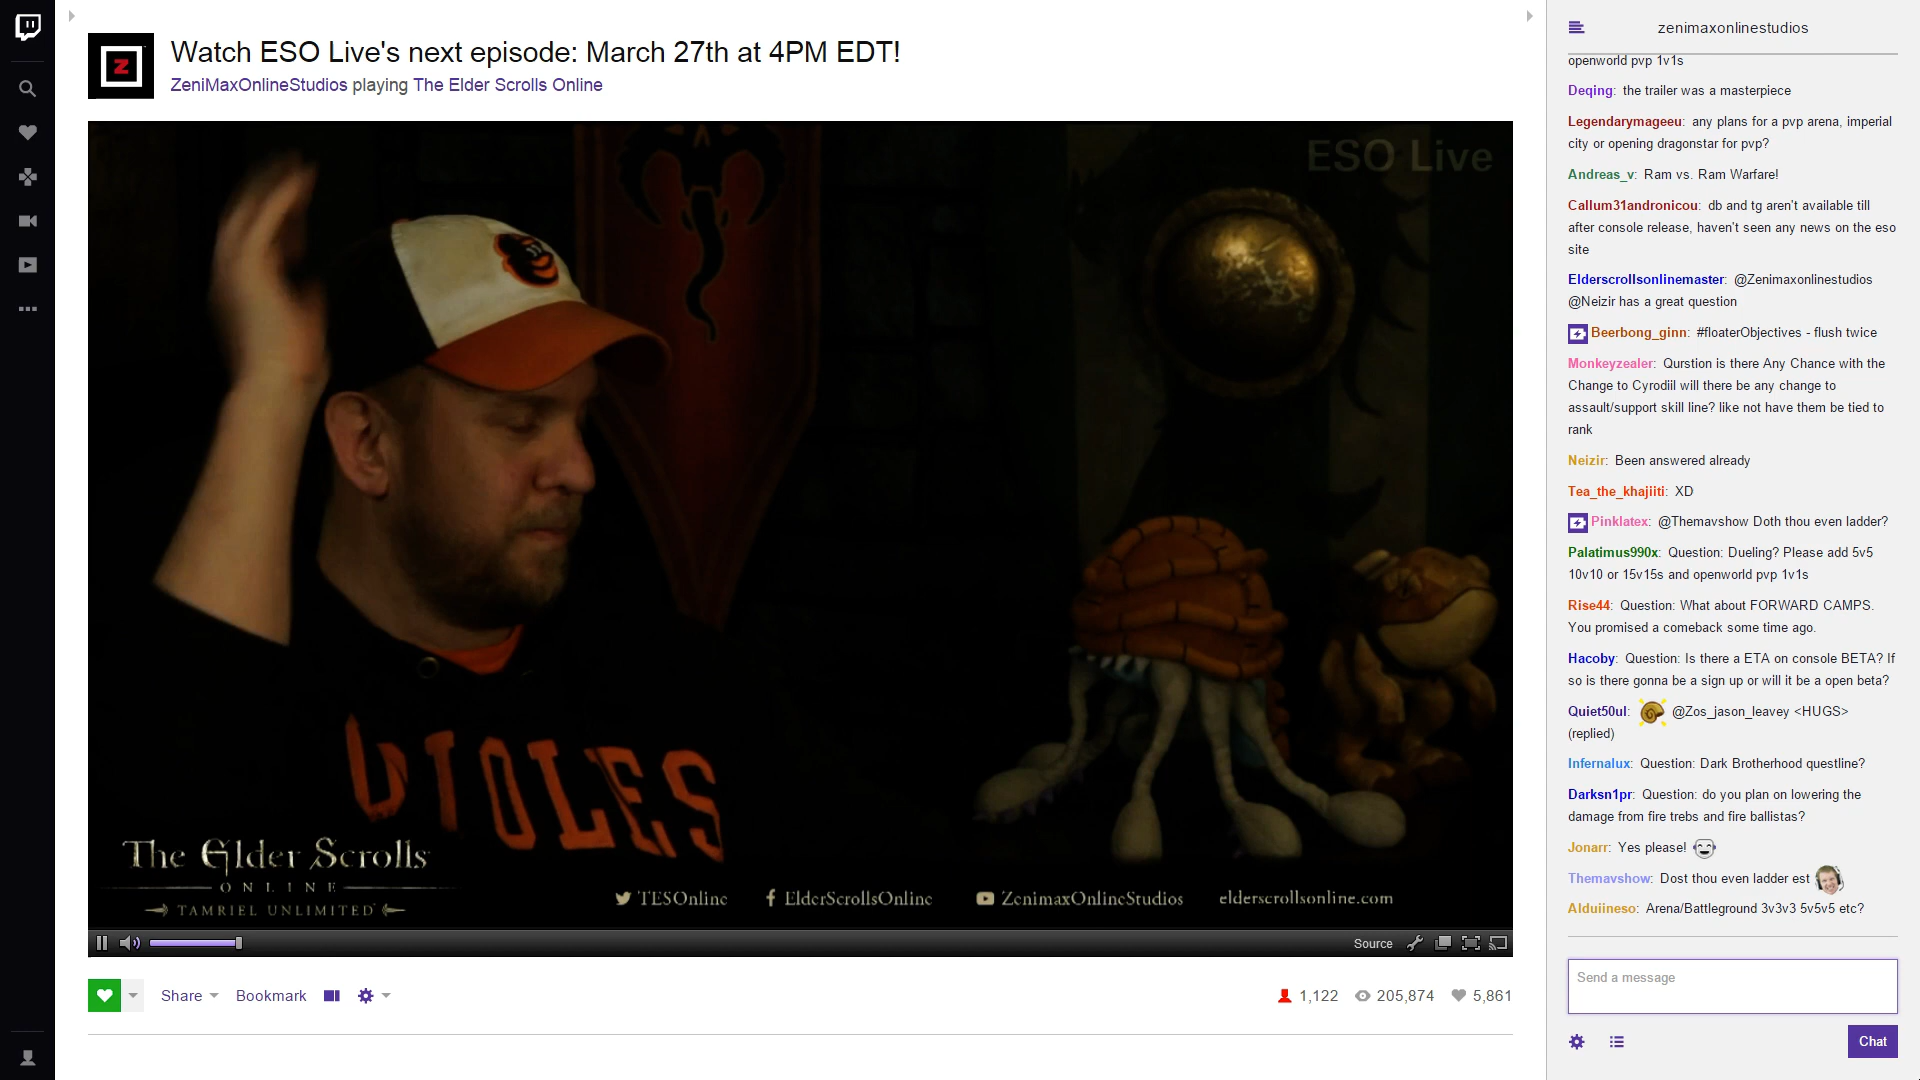 Watch ESO Live's next episode: March 27th at 4PM EDT!
ZeniMaxOnlineStudios playing The Elder Scrolls Online
ESO Live
The Elder Scrolls
ONLINE
TAMRIEL UNLIMITED
TESOnline
ElderScrollsOnline
ZenimaxOnlineStudios
elderscrollsonline.com
Source
Share
Bookmark
1,122
205,874
5,861
zenimaxonlinestudios
openworld pvp 1v1s
Deqing: the trailer was a masterpiece
Legendarymageeu: any plans for a pvp arena, imperial
city or opening dragonstar for pvp?
Andreas_v: Ram vs. Ram Warfare!
Callum31andronicou: db and tg aren't available till
after console release, haven't seen any news on the eso
site
Elderscrollsonlinemaster: @Zenimaxonlinestudios
@Neizir has a great question
Beerbong_ginn: #floaterObjectives - flush twice
Monkeyzealer: Qurstion is there Any Chance with the
Change to Cyrodiil will there be any change to
assault/support skill line? like not have them be tied to
rank
Neizir: Been answered already
Tea_the_khajiiti: XD
Pinklatex: @Themavshow Doth thou even ladder?
Palatimus990x: Question: Dueling? Please add 5v5
10v10 or 15v15s and openworld pvp 1v1s
Rise44: Question: What about FORWARD CAMPS.
You promised a comeback some time ago.
Hacoby: Question: Is there a ETA on console BETA? If
so is there gonna be a sign up or will it be a open beta?
Quiet50ul: @Zos_jason_leavey <HUGS>
(replied)
Infernalux: Question: Dark Brotherhood questline?
Darksn1pr: Question: do you plan on lowering the
damage from fire trebs and fire ballistas?
Jonarr: Yes please!
Themavshow: Dost thou even ladder est
Alduiineso: Arena/Battleground 3v3v3 5v5v5 etc?
Send a message
Chat